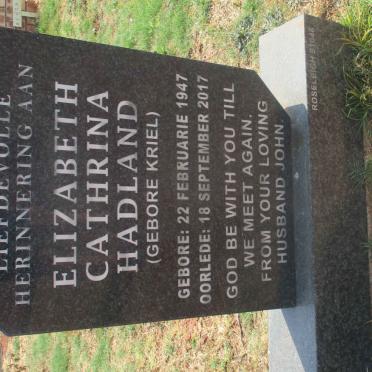 LIEFDEVOLLE
HERINNERING AAN
ELIZABETH
CATHRINA
HADLAND
(GEBORE KRIEL)
GEBORE: 22 FEBRUARIE 1947
OORLEDE: 18 SEPTEMBER 2017
GOD BE WITH YOU TILL
WE MEET AGAIN.
FROM YOUR LOVING
HUSBAND JOHN.
ROSELEIGH